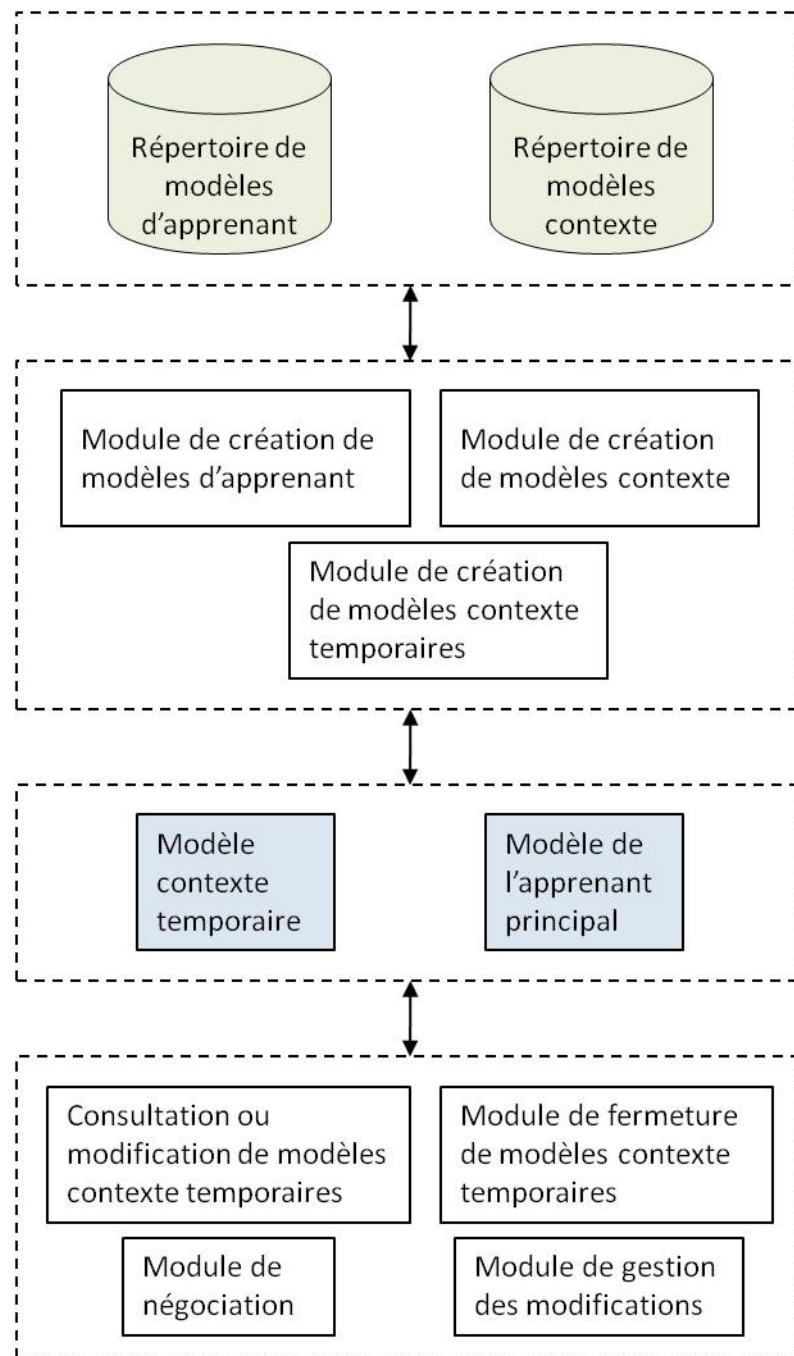 Répertoire de
modèles
d'apprenant
Répertoire de
modèles
contexte
Module de création de
modèles d'apprenant
Module de création
de modèles contexte
Module de création
de modèles contexte
temporaires
Modèle
contexte
temporaire
Modèle de
l'apprenant
principal
Consultation ou
modification de modèles
contexte temporaires
Module de fermeture
de modèles contexte
temporaires
Module de
négociation
Module de gestion
des modifications